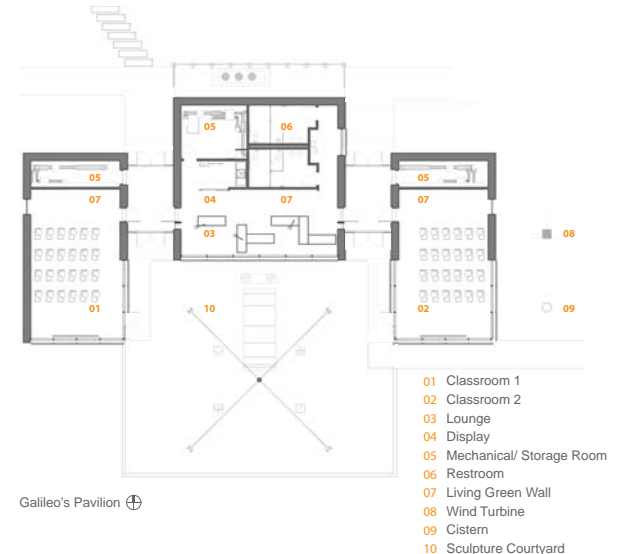 05
06
05
05
07
04
07
07
03
08
10
01
02
09
01 Classroom 1
02 Classroom 2
03 Lounge
04 Display
05 Mechanical/ Storage Room
06 Restroom
07 Living Green Wall
08 Wind Turbine
09 Cistern
10 Sculpture Courtyard
Galileo's Pavilion